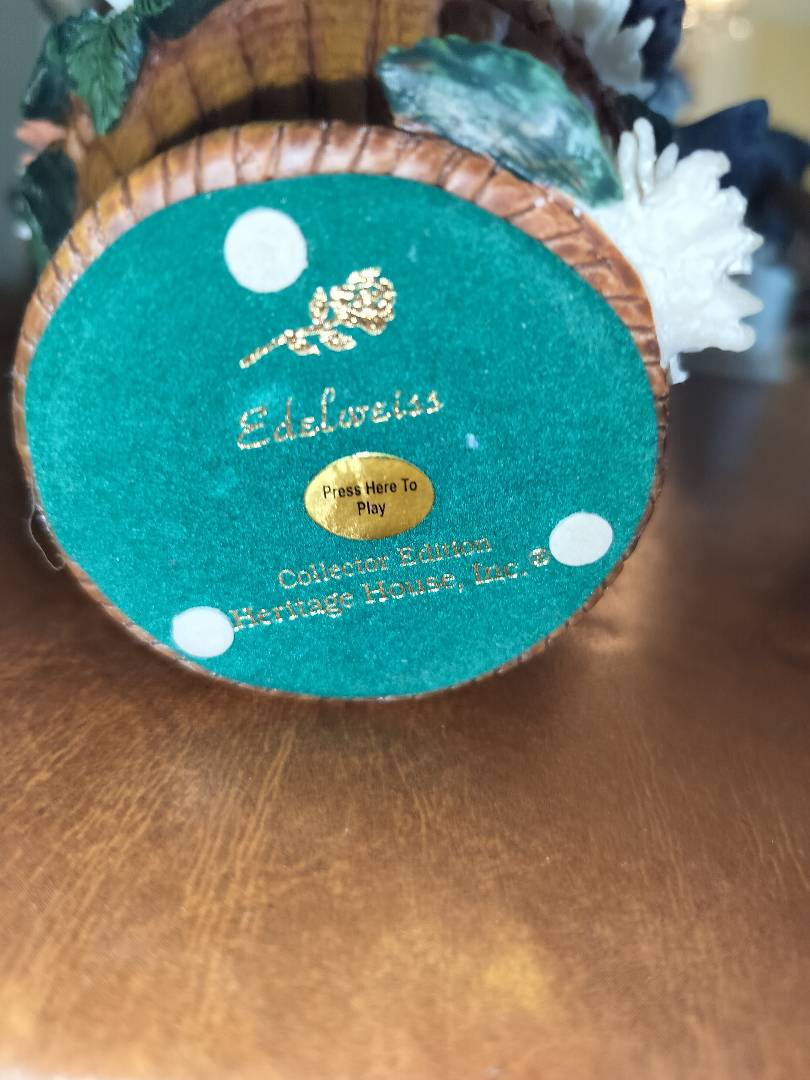 Edelweiss
Press Here To
Play
Collector Edition
Heritage House, Inc.®